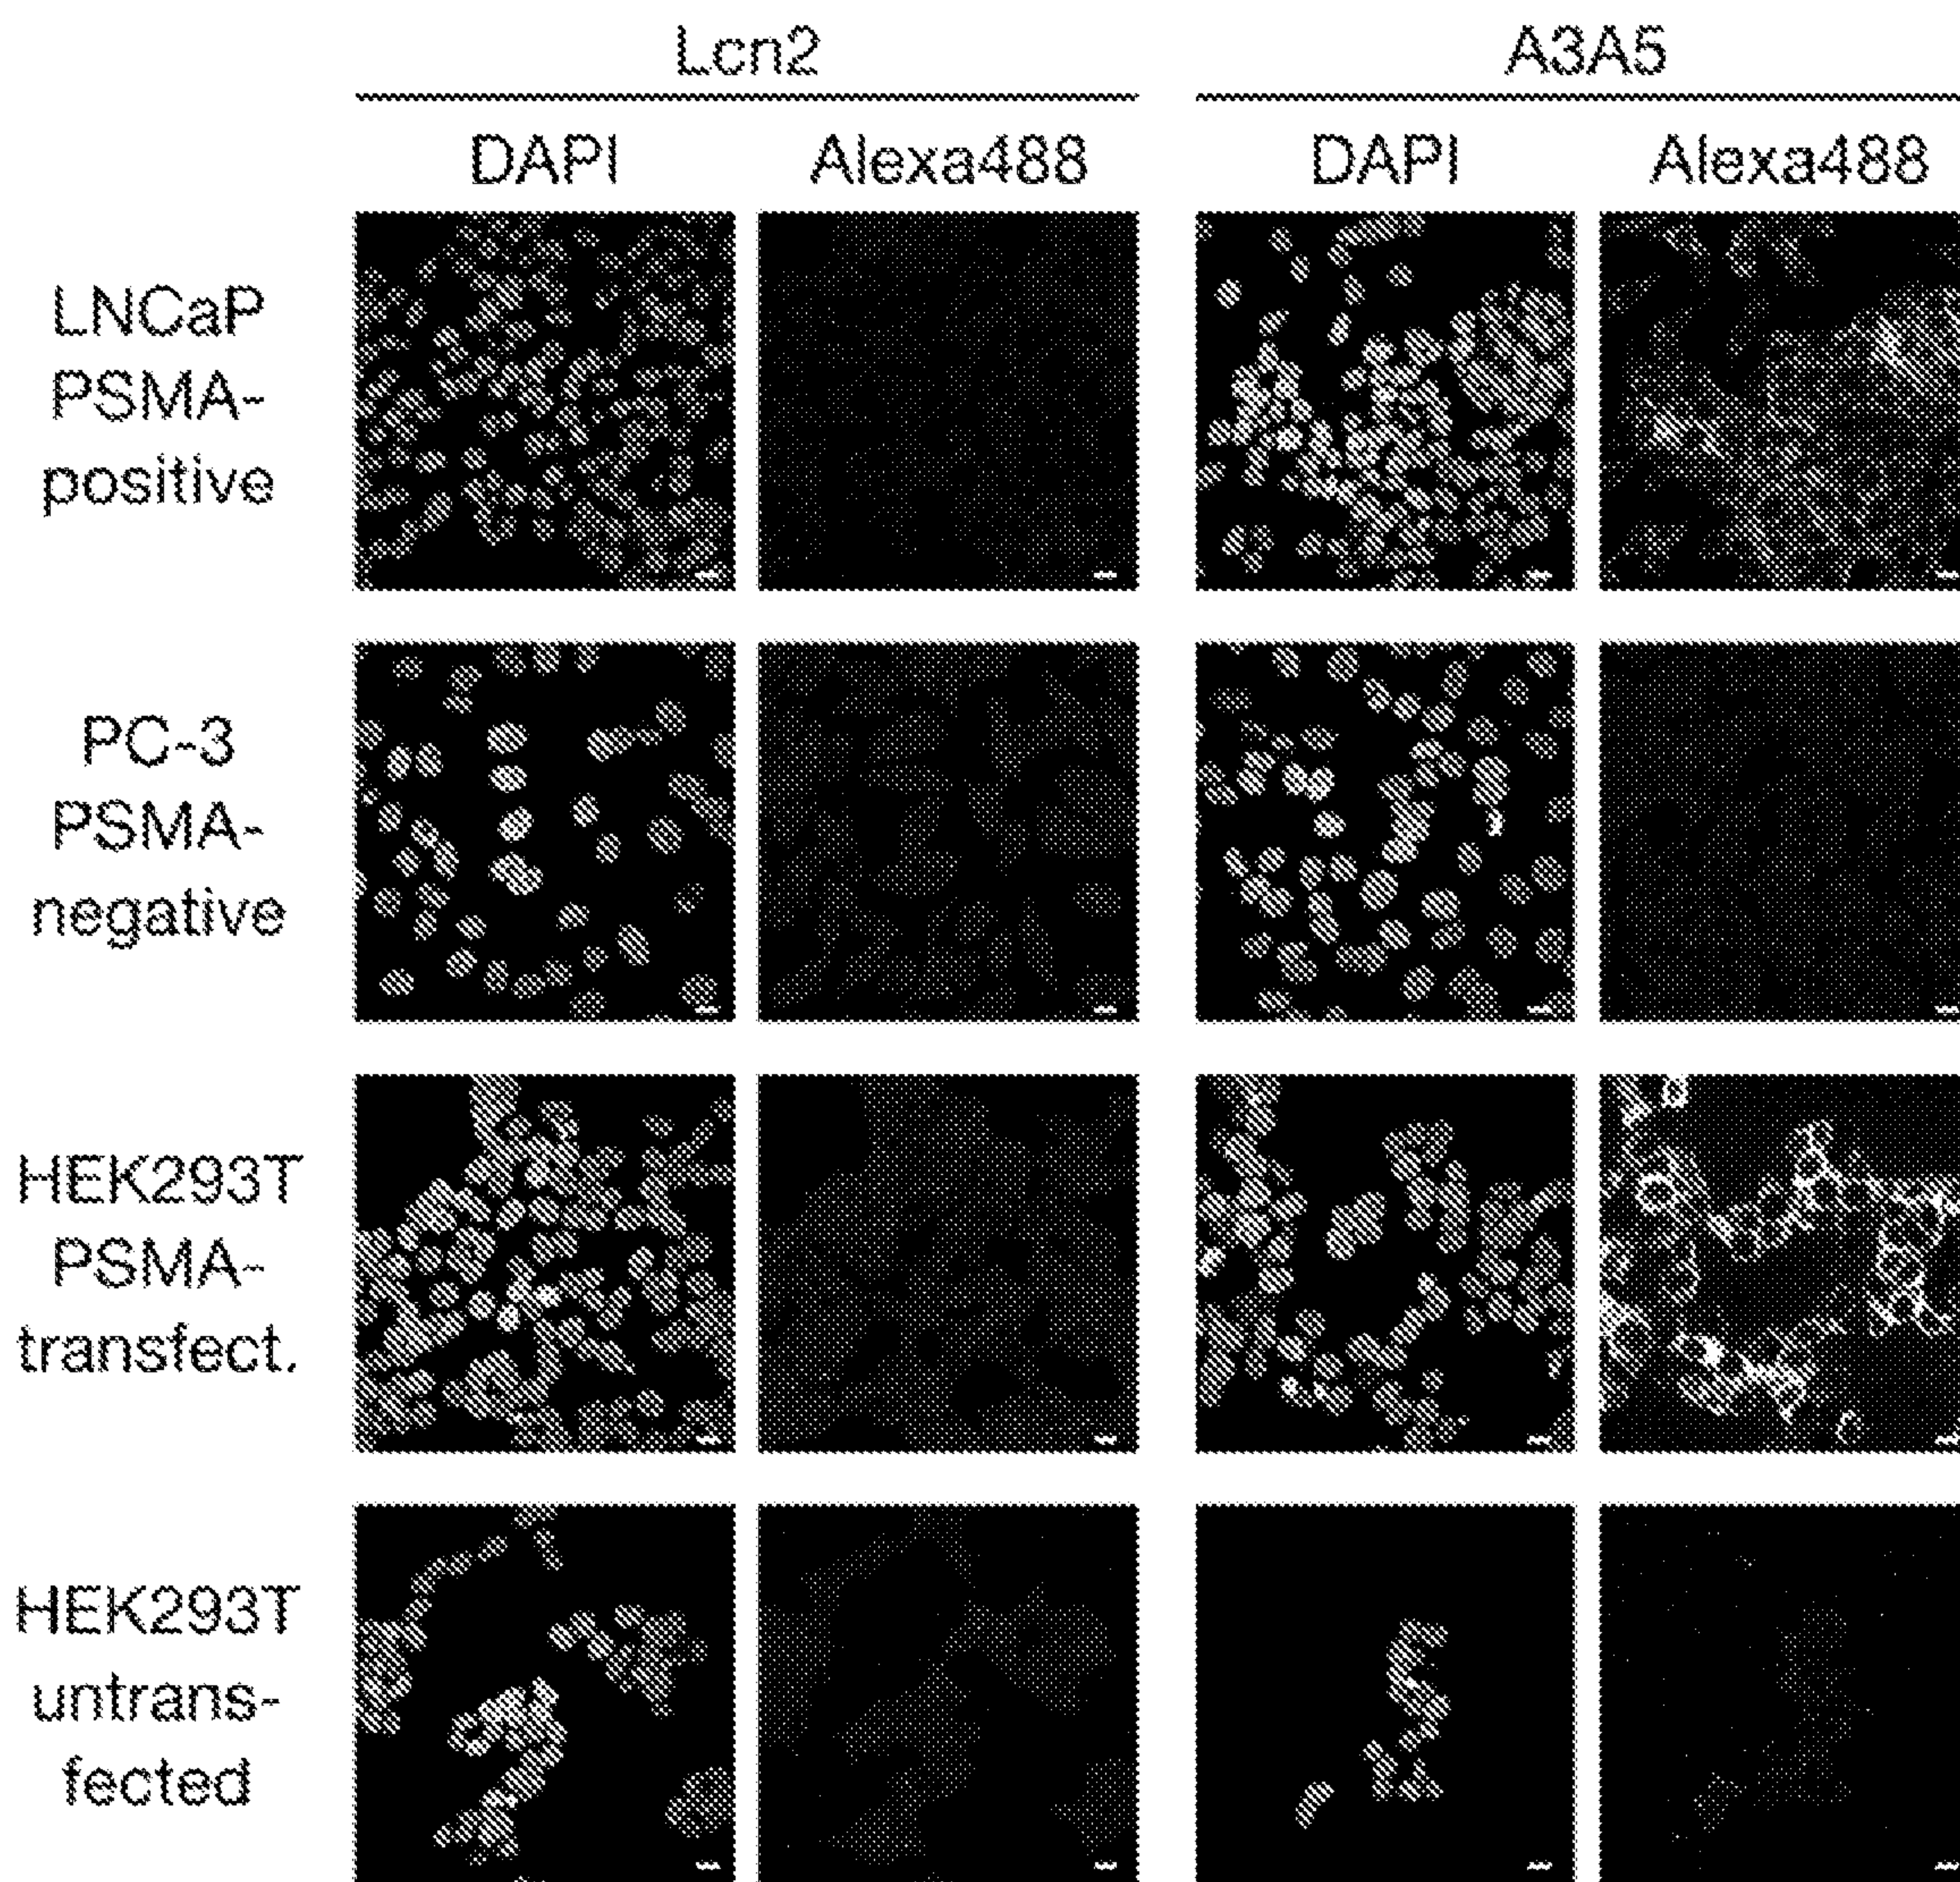 Lcn2 A3A5
DAPI Alexa488 DAPI Alexa488
LNCaP
PSMA-
positive
PC-3
PSMA-
negative
HEK293T
PSMA-
transfect.
HEK293T
untrans-
fected